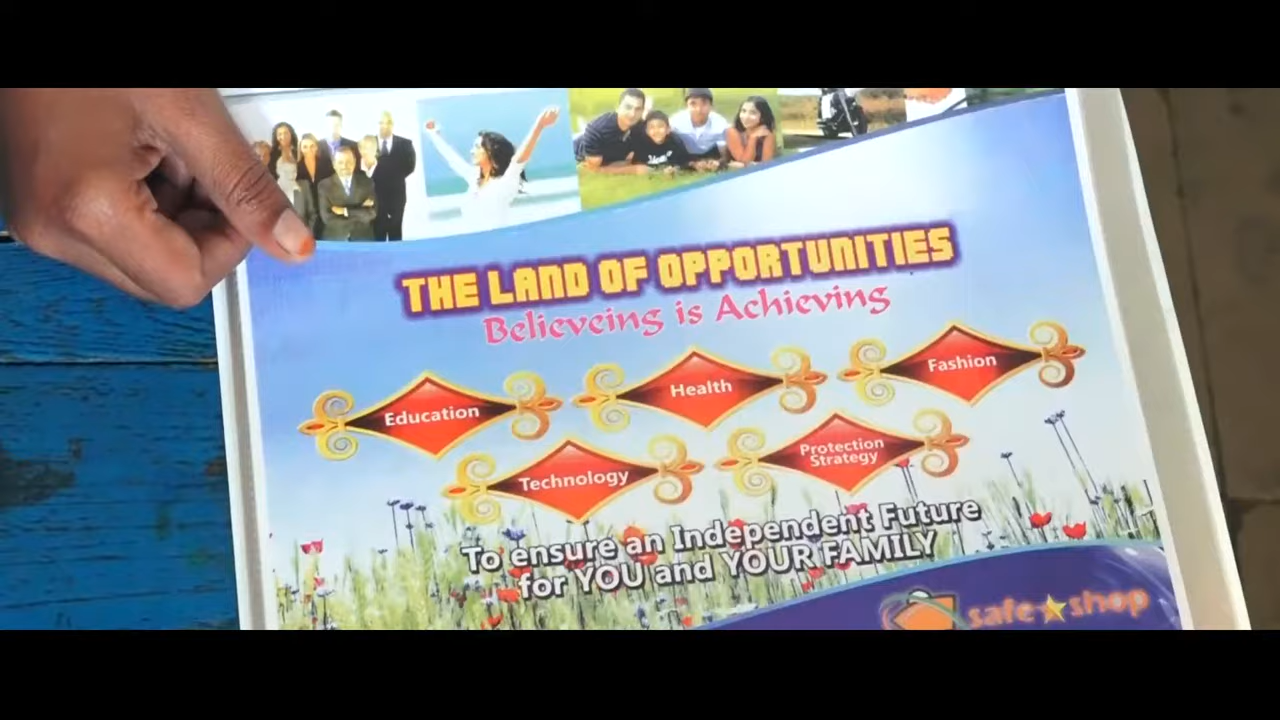 THE LAND OF OPPORTUNITIES
Believeing is Achieving
Education
Health
Fashion
Technology
Protection
Strategy
To ensure an Independent Future
for YOU and YOUR FAMILY
safe shop